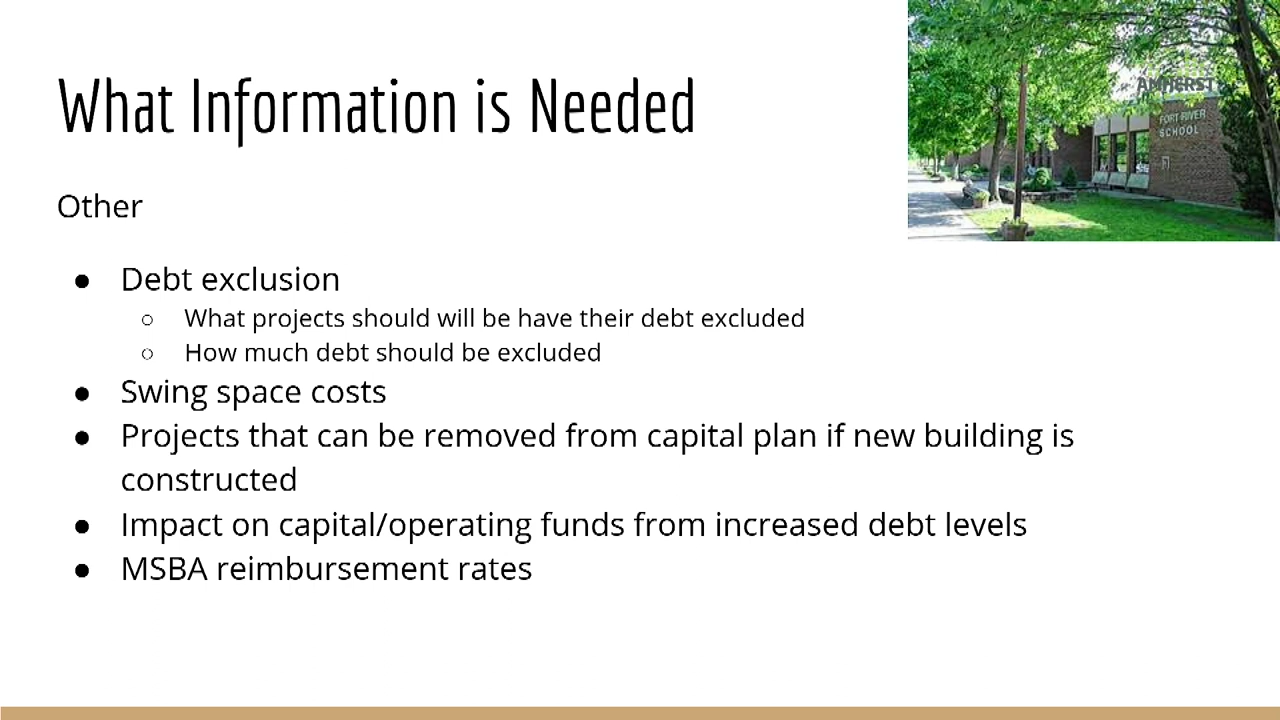 What Information is Needed
AMHERST
FORT RIVER
SCHOOL
Other
● Debt exclusion
○ What projects should will be have their debt excluded
○ How much debt should be excluded
● Swing space costs
● Projects that can be removed from capital plan if new building is
constructed
● Impact on capital/operating funds from increased debt levels
● MSBA reimbursement rates